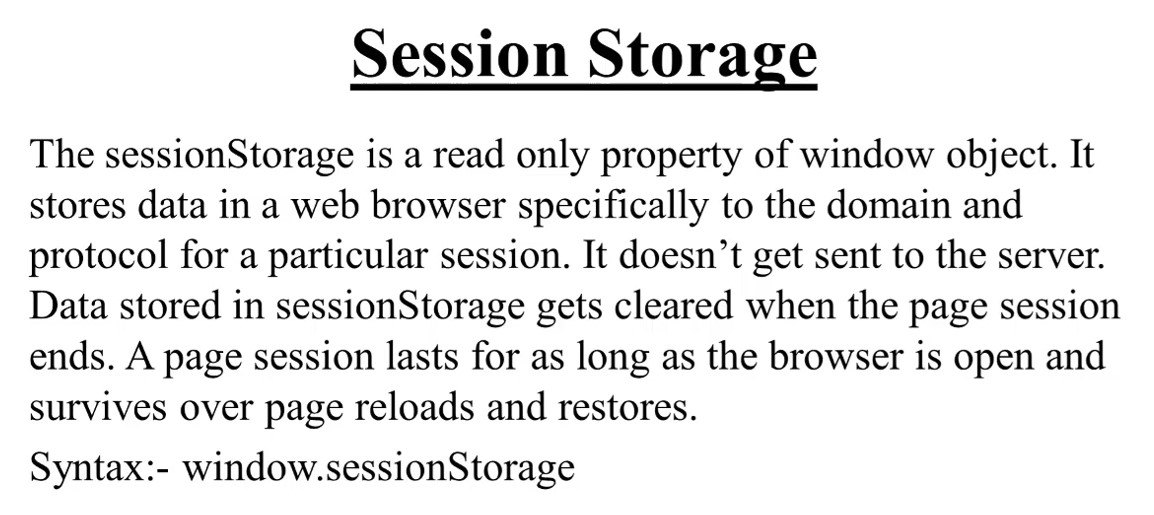 Session Storage
The sessionStorage is a read only property of window object. It
stores data in a web browser specifically to the domain and
protocol for a particular session. It doesn’t get sent to the server.
Data stored in sessionStorage gets cleared when the page session
ends. A page session lasts for as long as the browser is open and
survives over page reloads and restores.
Syntax:- window.sessionStorage